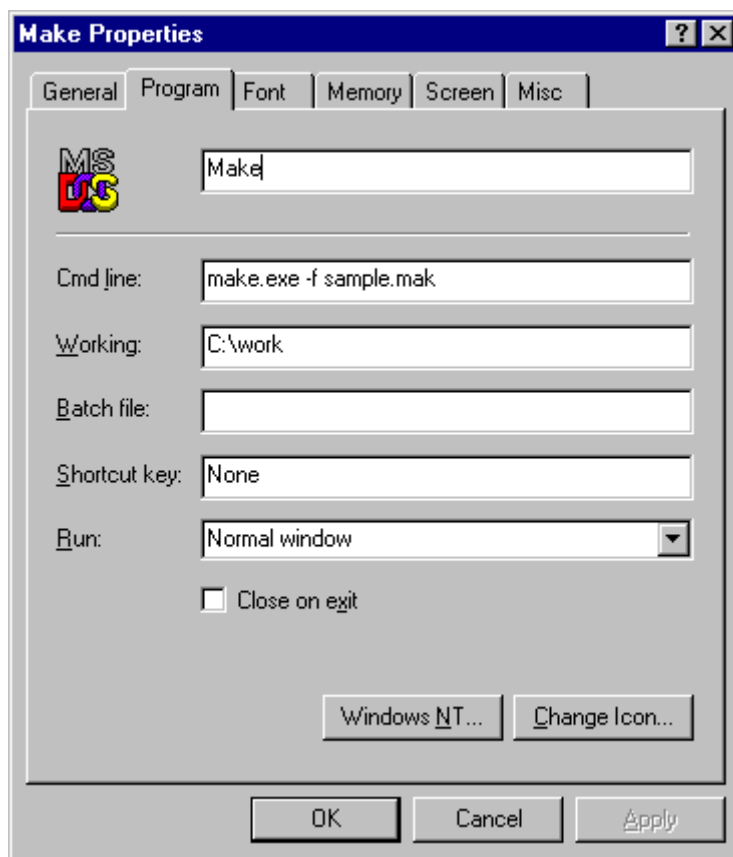 Make Properties
General Program Font Memory Screen Misc
MS
DOS
Make
Cmd line: make.exe -f sample.mak
Working: C:\work
Batch file:
Shortcut key: None
Run: Normal window
Close on exit
Windows NT... Change Icon...
OK Cancel Apply